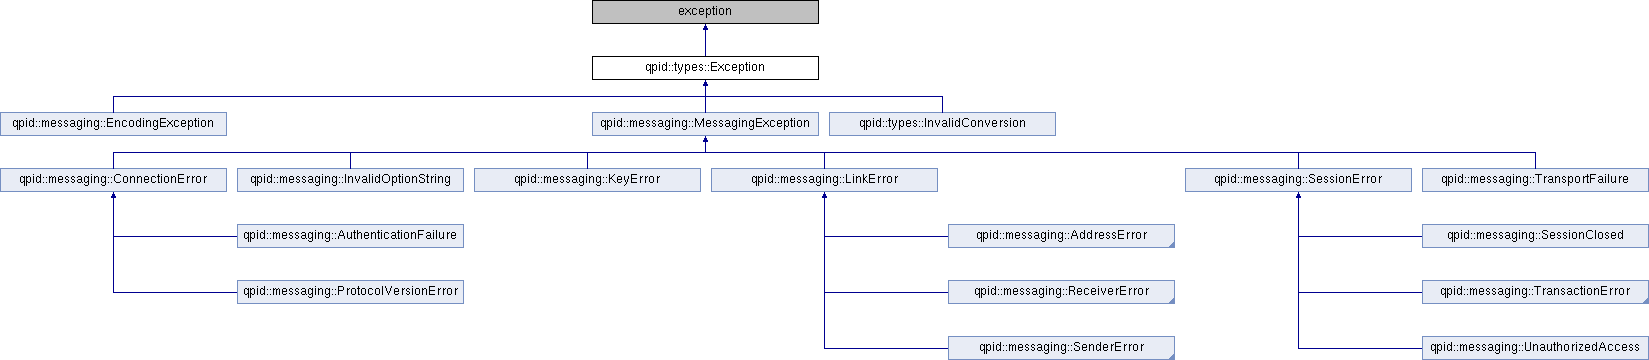 exception
qpid::types::Exception
qpid::messaging::EncodingException
qpid::messaging::MessagingException
qpid::types::InvalidConversion
qpid::messaging::ConnectionError
qpid::messaging::InvalidOptionString
qpid::messaging::KeyError
qpid::messaging::LinkError
qpid::messaging::SessionError
qpid::messaging::TransportFailure
qpid::messaging::AuthenticationFailure
qpid::messaging::AddressError
qpid::messaging::SessionClosed
qpid::messaging::ProtocolVersionError
qpid::messaging::ReceiverError
qpid::messaging::TransactionError
qpid::messaging::SenderError
qpid::messaging::UnauthorizedAccess